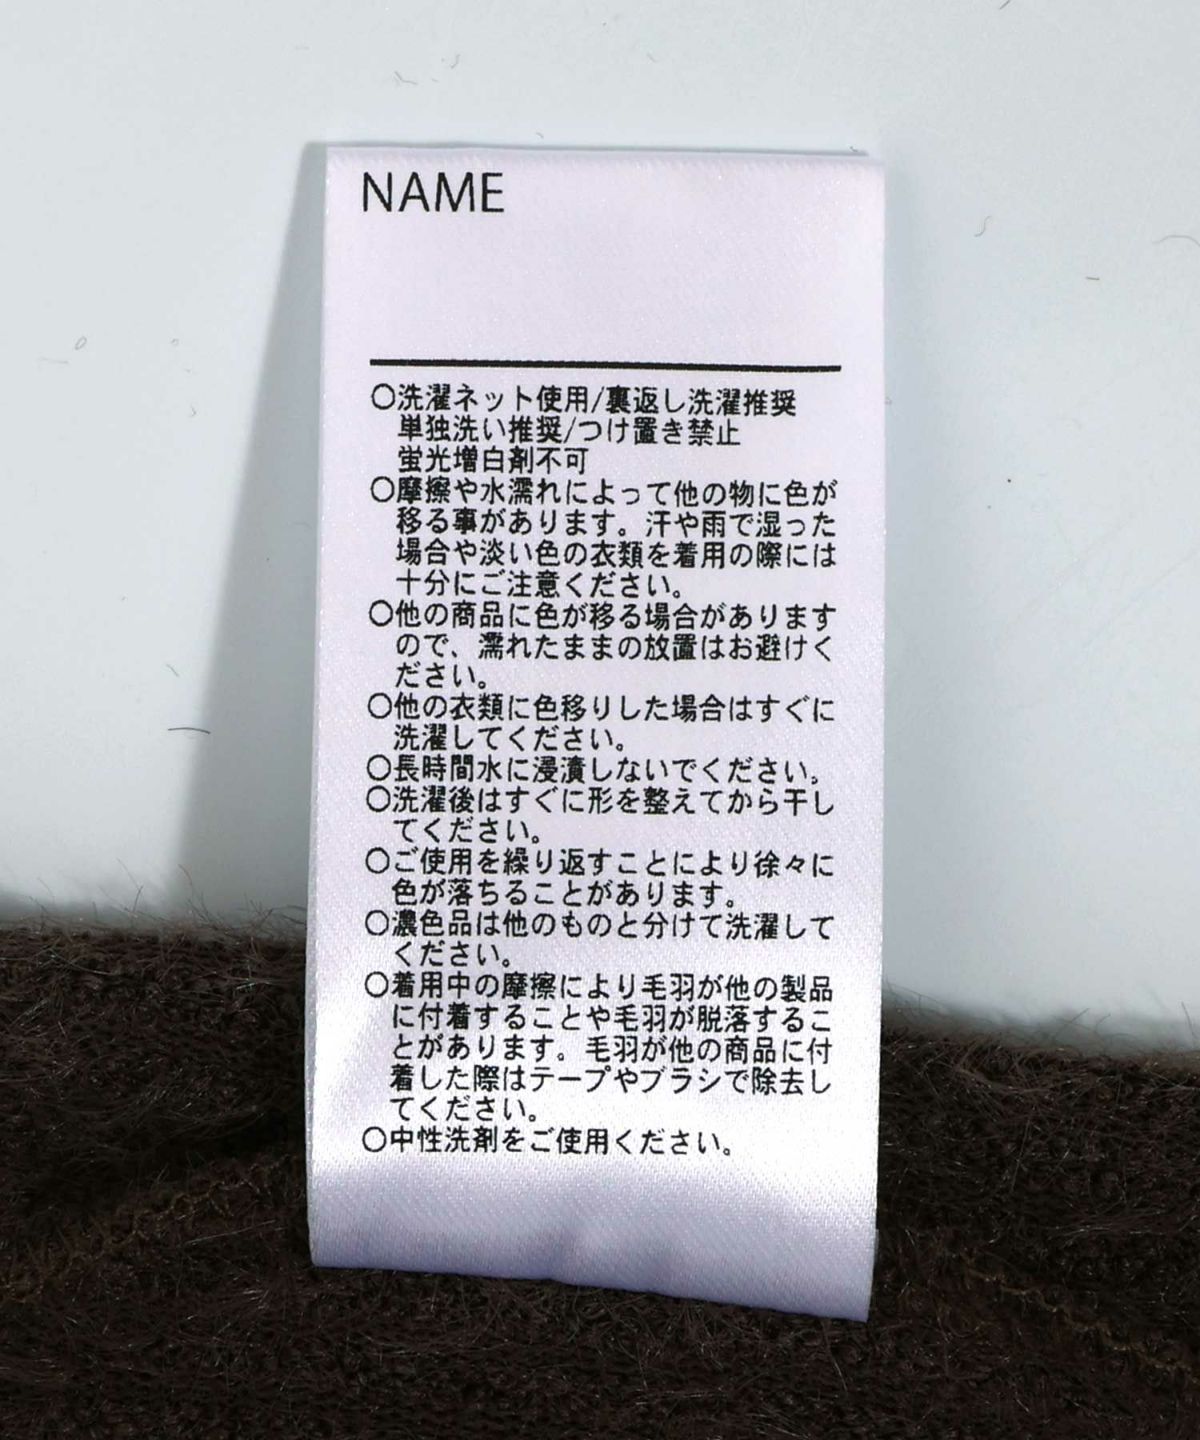 NAME
○洗濯ネット使用/裏返し洗濯推奨
単独洗い推奨/つけ置き禁止
蛍光増白剤不可
○摩擦や水濡れによって他の物に色が
移る事があります。汗や雨で湿った
場合や淡い色の衣類を着用の際には
十分にご注意ください。
○他の商品に色が移る場合があります
ので、濡れたままの放置はお避けく
ださい。
○他の衣類に色移りした場合はすぐに
洗濯してください。
○長時間水に浸漬しないでください。
○洗濯後はすぐに形を整えてから干し
てください。
○ご使用を繰り返すことにより徐々に
色が落ちることがあります。
○濃色品は他のものと分けて洗濯して
ください。
○着用中の摩擦により毛羽が他の製品
に付着することや毛羽が脱落するこ
とがあります。毛羽が他の商品に付
着した際はテープやブラシで除去し
てください。
○中性洗剤をご使用ください。